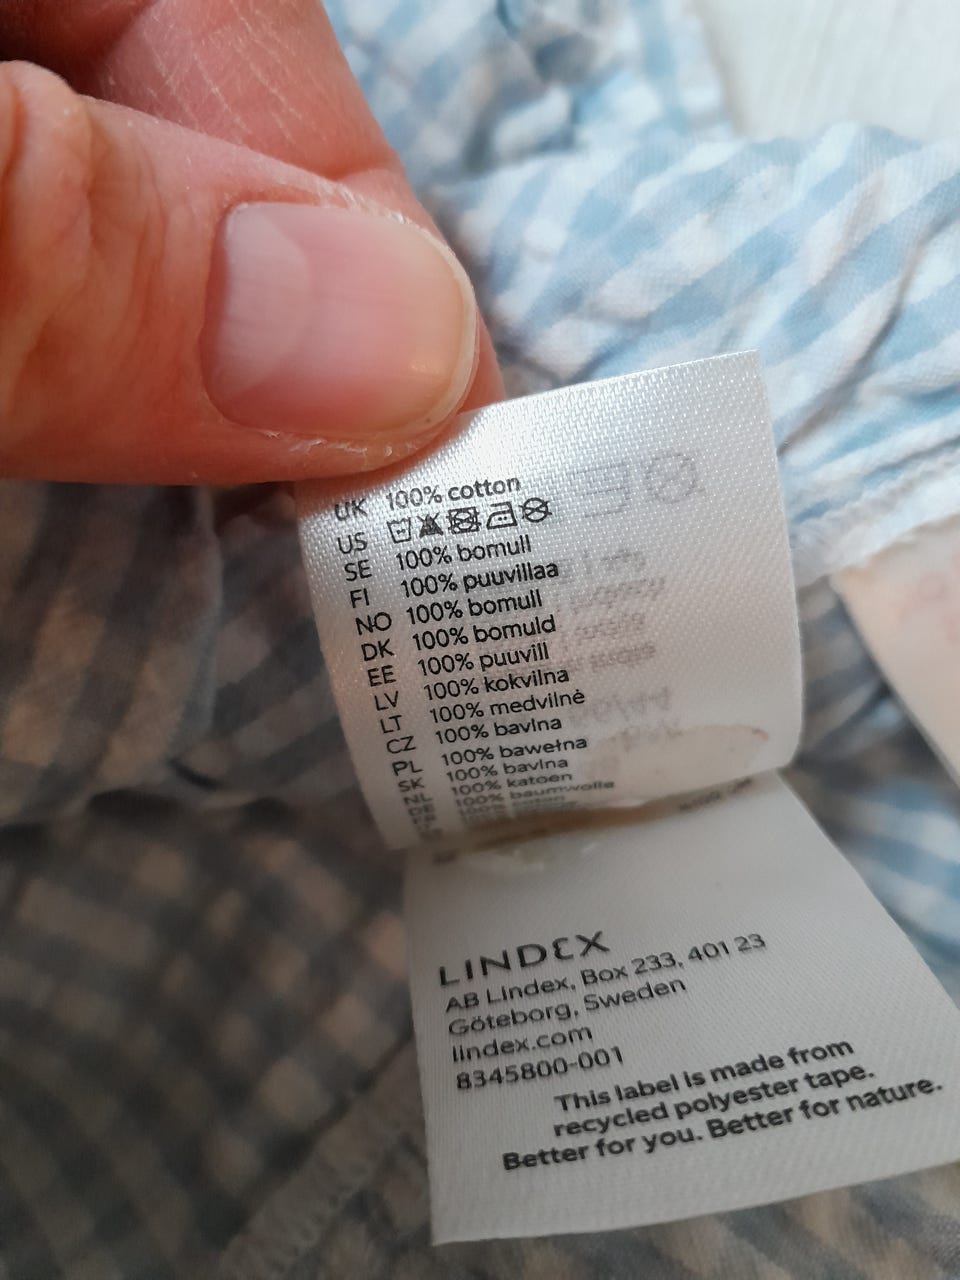 UK 100% cotton
US
SE 100% bomull
FI 100% puuvillaa
NO 100% bomull
DK 100% bomuld
EE 100% puuvill
LV 100% kokvilna
LT 100% medvilnė
CZ 100% bavlna
PL 100% bawełna
SK 100% bavlna
NL 100% katoen
DE 100% baumwolle
LINDEX
AB Lindex, Box 233, 401 23
Göteborg, Sweden
lindex.com
8345800-001
This label is made from
recycled polyester tape.
Better for you. Better for nature.